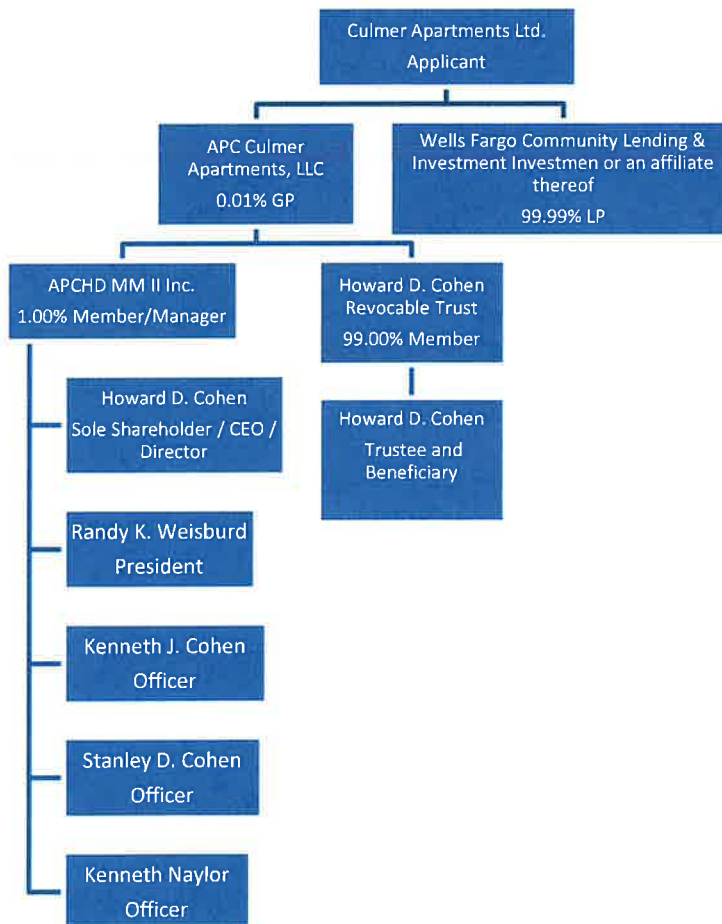 Culmer Apartments Ltd.
Applicant
APC Culmer
Apartments, LLC
0.01% GP
Wells Fargo Community Lending &
Investment Investmen or an affiliate
thereof
99.99% LP
APCHD MM II Inc.
1.00% Member/Manager
Howard D. Cohen
Revocable Trust
99.00% Member
Howard D. Cohen
Sole Shareholder / CEO /
Director
Howard D. Cohen
Trustee and
Beneficiary
Randy K. Weisburd
President
Kenneth J. Cohen
Officer
Stanley D. Cohen
Officer
Kenneth Naylor
Officer